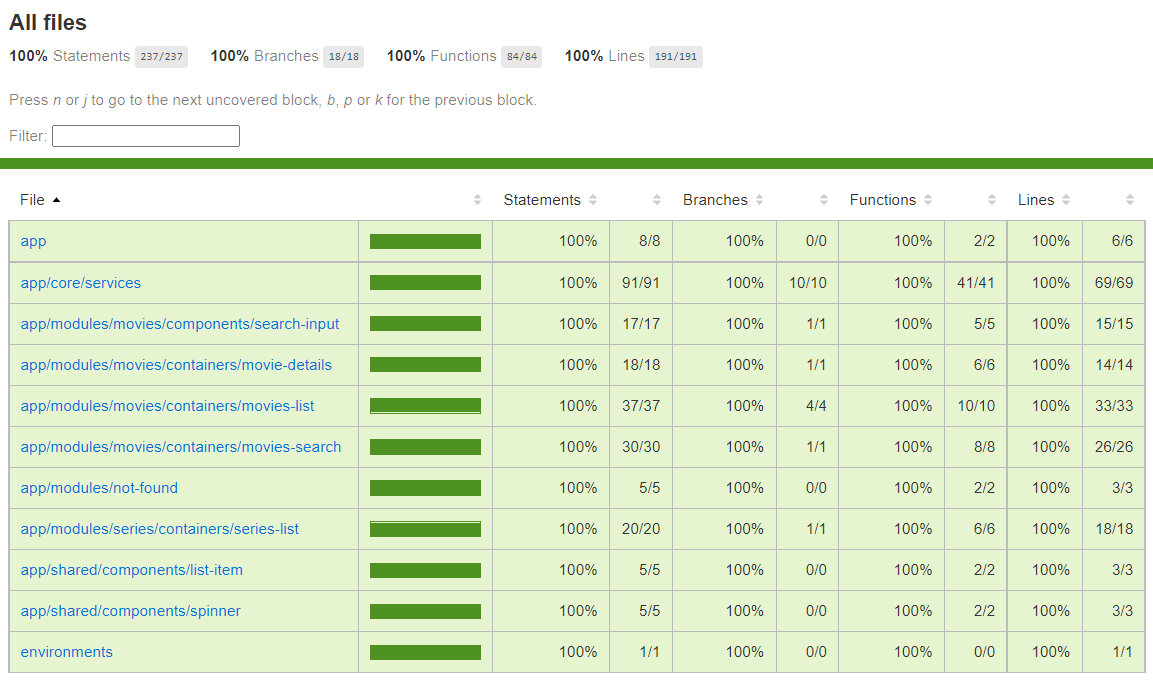 All files
100% Statements 237/237 100% Branches 18/18 100% Functions 84/84 100% Lines 191/191
Press n or j to go to the next uncovered block, b, p or k for the previous block.
Filter:
File Statements Branches Functions Lines
app 100% 8/8 100% 0/0 100% 2/2 100% 6/6
app/core/services 100% 91/91 100% 10/10 100% 41/41 100% 69/69
app/modules/movies/components/search-input 100% 17/17 100% 1/1 100% 5/5 100% 15/15
app/modules/movies/containers/movie-details 100% 18/18 100% 1/1 100% 6/6 100% 14/14
app/modules/movies/containers/movies-list 100% 37/37 100% 4/4 100% 10/10 100% 33/33
app/modules/movies/containers/movies-search 100% 30/30 100% 1/1 100% 8/8 100% 26/26
app/modules/not-found 100% 5/5 100% 0/0 100% 2/2 100% 3/3
app/modules/series/containers/series-list 100% 20/20 100% 1/1 100% 6/6 100% 18/18
app/shared/components/list-item 100% 5/5 100% 0/0 100% 2/2 100% 3/3
app/shared/components/spinner 100% 5/5 100% 0/0 100% 2/2 100% 3/3
environments 100% 1/1 100% 0/0 100% 0/0 100% 1/1